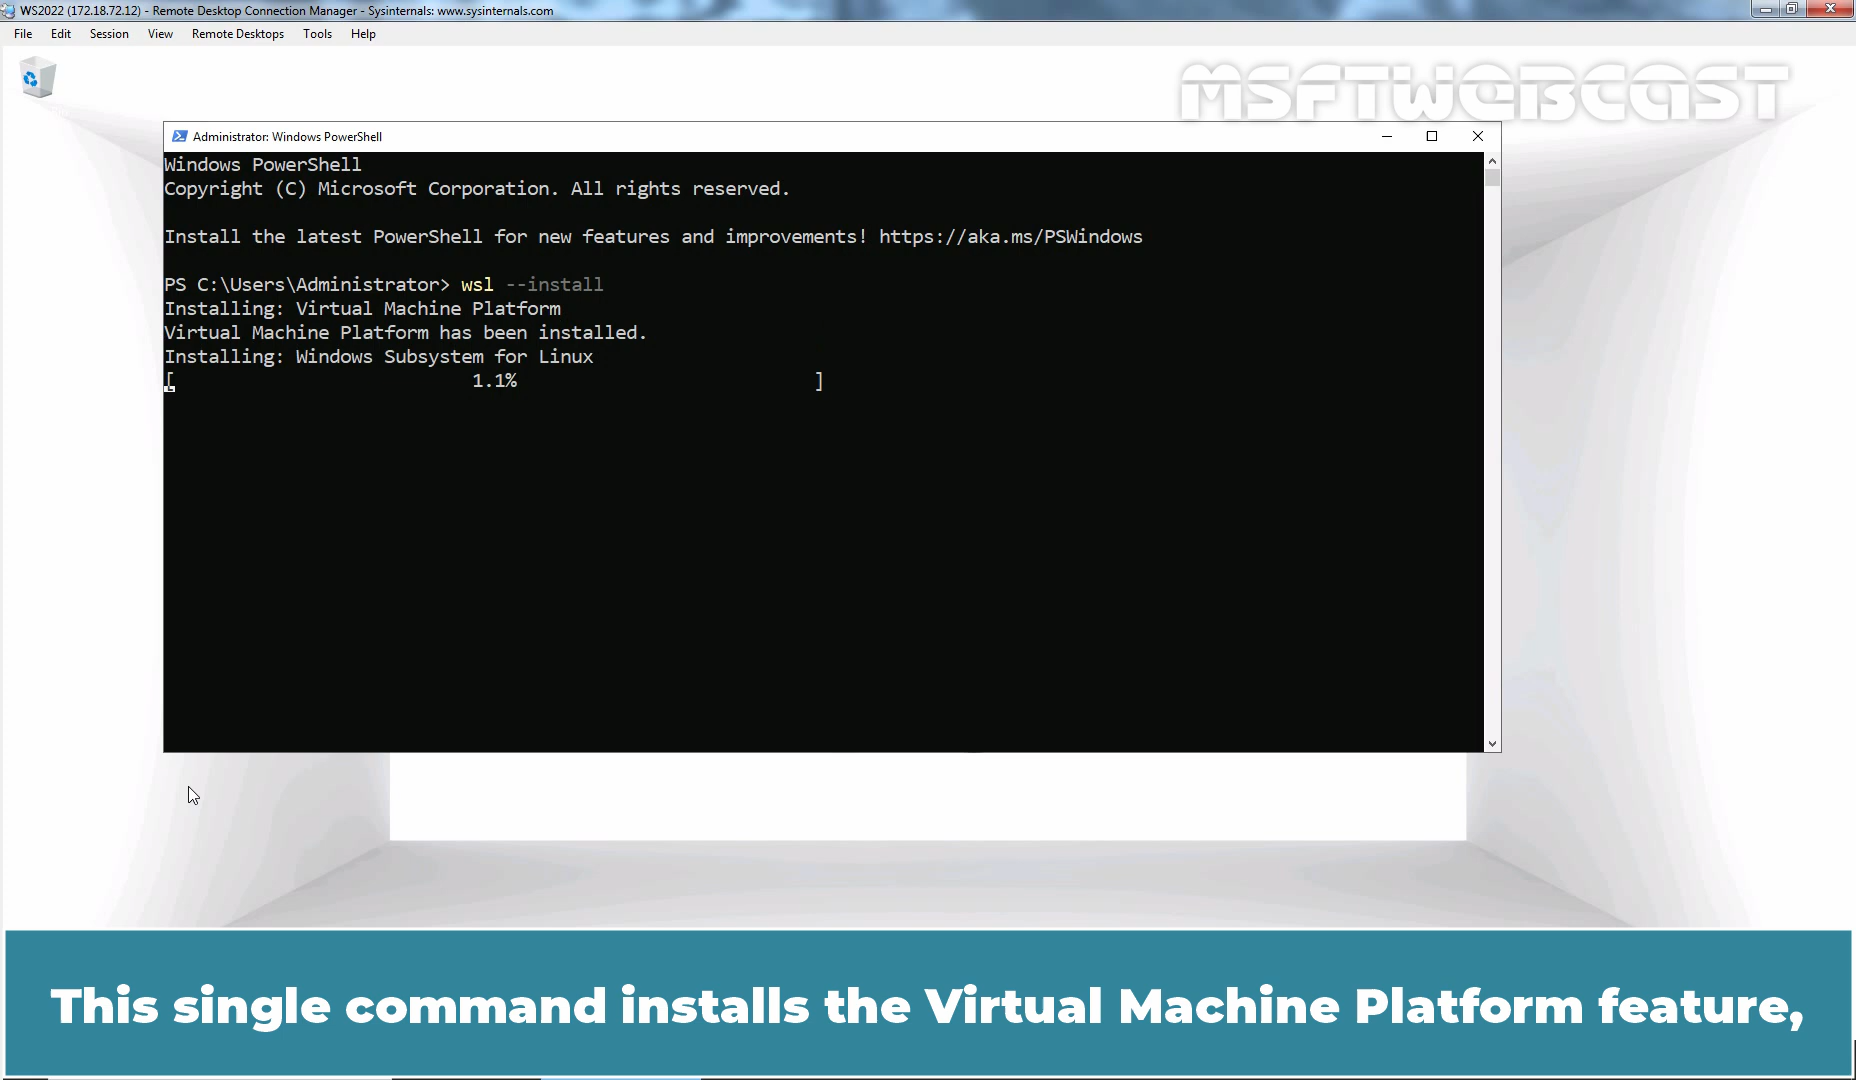 WS2022 (172.18.72.12) - Remote Desktop Connection Manager - Sysinternals: www.sysinternals.com
File Edit Session View Remote Desktops Tools Help
MSFTWEBCAST
Administrator: Windows PowerShell
Windows PowerShell
Copyright (C) Microsoft Corporation. All rights reserved.
Install the latest PowerShell for new features and improvements! https://aka.ms/PSWindows
PS C:\Users\Administrator> wsl --install
Installing: Virtual Machine Platform
Virtual Machine Platform has been installed.
Installing: Windows Subsystem for Linux
[ 1.1% ]
This single command installs the Virtual Machine Platform feature,